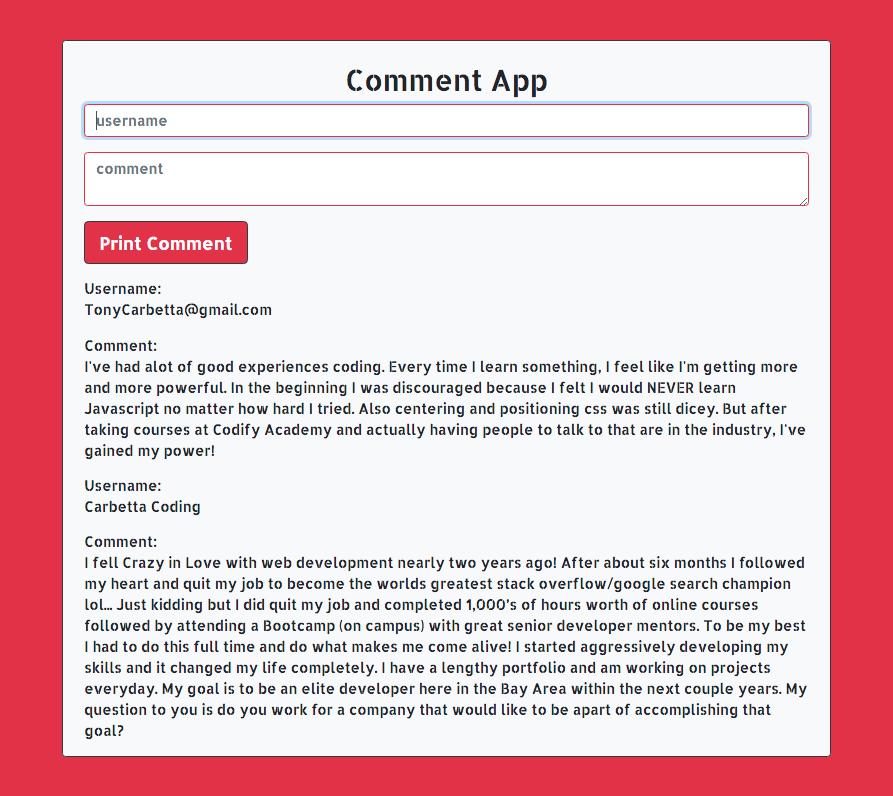 Comment App
username
comment
Print Comment
Username:
TonyCarbetta@gmail.com
Comment:
I've had alot of good experiences coding. Every time I learn something, I feel like I'm getting more
and more powerful. In the beginning I was discouraged because I felt I would NEVER learn
Javascript no matter how hard I tried. Also centering and positioning css was still dicey. But after
taking courses at Codify Academy and actually having people to talk to that are in the industry, I've
gained my power!
Username:
Carbetta Coding
Comment:
I fell Crazy in Love with web development nearly two years ago! After about six months I followed
my heart and quit my job to become the worlds greatest stack overflow/google search champion
lol... Just kidding but I did quit my job and completed 1,000's of hours worth of online courses
followed by attending a Bootcamp (on campus) with great senior developer mentors. To be my best
I had to do this full time and do what makes me come alive! I started aggressively developing my
skills and it changed my life completely. I have a lengthy portfolio and am working on projects
everyday. My goal is to be an elite developer here in the Bay Area within the next couple years. My
question to you is do you work for a company that would like to be apart of accomplishing that
goal?